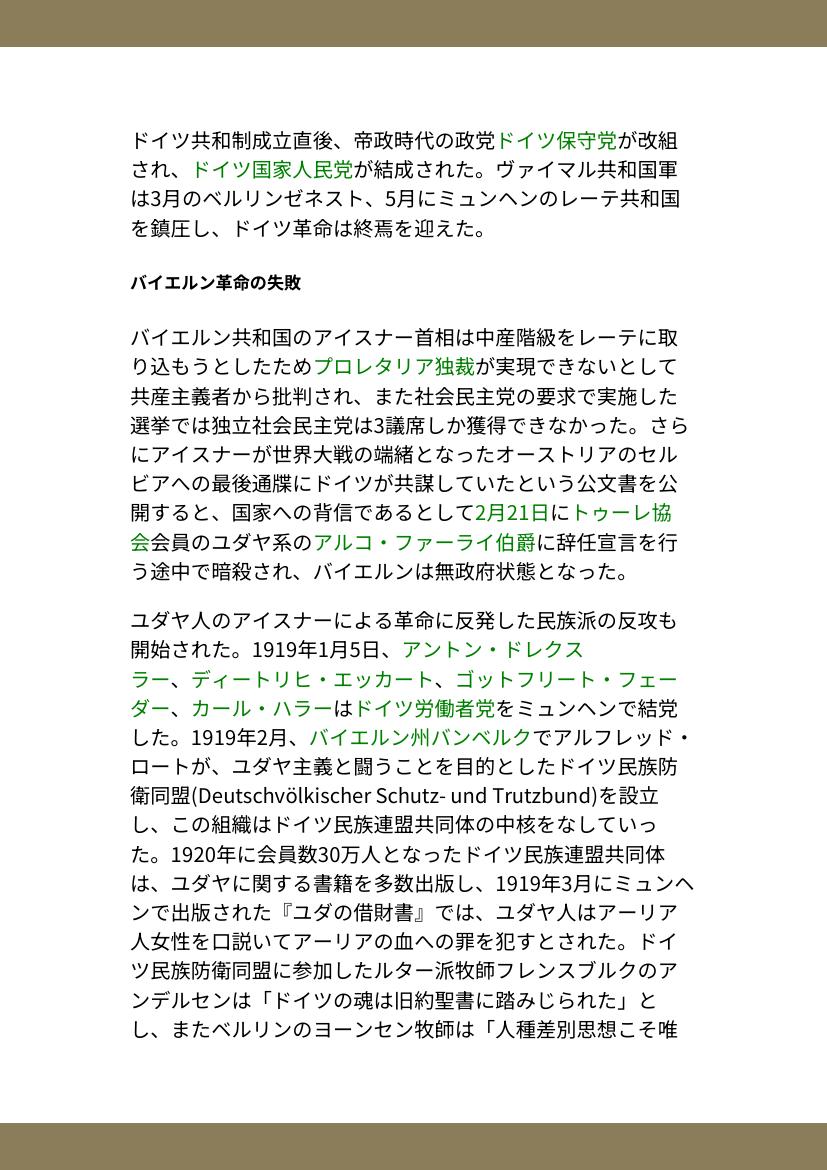 ドイツ共和制成立直後、帝政時代の政党ドイツ保守党が改組
され、ドイツ国家人民党が結成された。ヴァイマル共和国軍
は3月のベルリンゼネスト、5月にミュンヘンのレーテ共和国
を鎮圧し、ドイツ革命は終焉を迎えた。
バイエルン革命の失敗
バイエルン共和国のアイスナー首相は中産階級をレーテに取
り込もうとしたためプロレタリア独裁が実現できないとして
共産主義者から批判され、また社会民主党の要求で実施した
選挙では独立社会民主党は3議席しか獲得できなかった。さら
にアイスナーが世界大戦の端緒となったオーストリアのセル
ビアへの最後通牒にドイツが共謀していたという公文書を公
開すると、国家への背信であるとして2月21日にトゥーレ協
会会員のユダヤ系のアルコ・ファーライ伯爵に辞任宣言を行
う途中で暗殺され、バイエルンは無政府状態となった。
ユダヤ人のアイスナーによる革命に反発した民族派の反攻も
開始された。1919年1月5日、アントン・ドレクス
ラー、ディートリヒ・エッカート、ゴットフリート・フェー
ダー、カール・ハラーはドイツ労働者党をミュンヘンで結党
した。1919年2月、バイエルン州バンベルクでアルフレッド・
ロートが、ユダヤ主義と闘うことを目的としたドイツ民族防
衛同盟(Deutschvölkischer Schutz- und Trutzbund)を設立
し、この組織はドイツ民族連盟共同体の中核をなしていっ
た。1920年に会員数30万人となったドイツ民族連盟共同体
は、ユダヤに関する書籍を多数出版し、1919年3月にミュンヘ
ンで出版された『ユダの借財書』では、ユダヤ人はアーリア
人女性を口説いてアーリアの血への罪を犯すとされた。ドイ
ツ民族防衛同盟に参加したルター派牧師フレンスブルクのア
ンデルセンは「ドイツの魂は旧約聖書に踏みじられた」と
し、またベルリンのヨーンセン牧師は「人種差別思想こそ唯